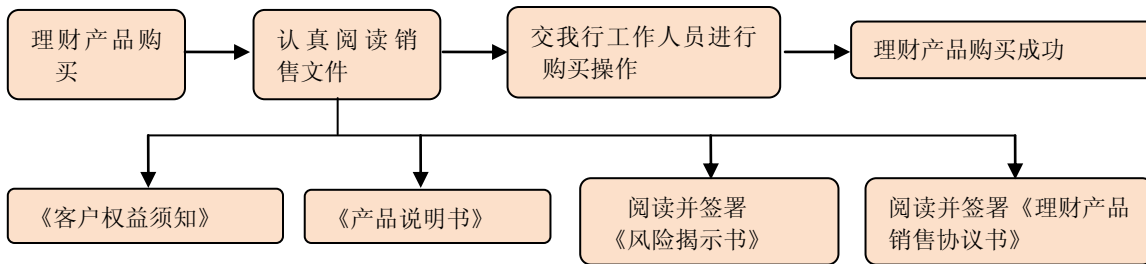 理财产品购
买
认真阅读销
售文件
交我行工作人员进行
购买操作
理财产品购买成功
《客户权益须知》
《产品说明书》
阅读并签署
《风险揭示书》
阅读并签署《理财产品
销售协议书》